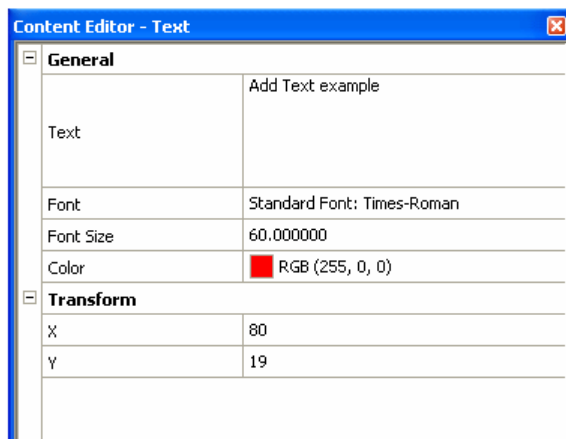 Content Editor - Text
General
Text Add Text example
Font Standard Font: Times-Roman
Font Size 60.000000
Color RGB (255, 0, 0)
Transform
X 80
Y 19